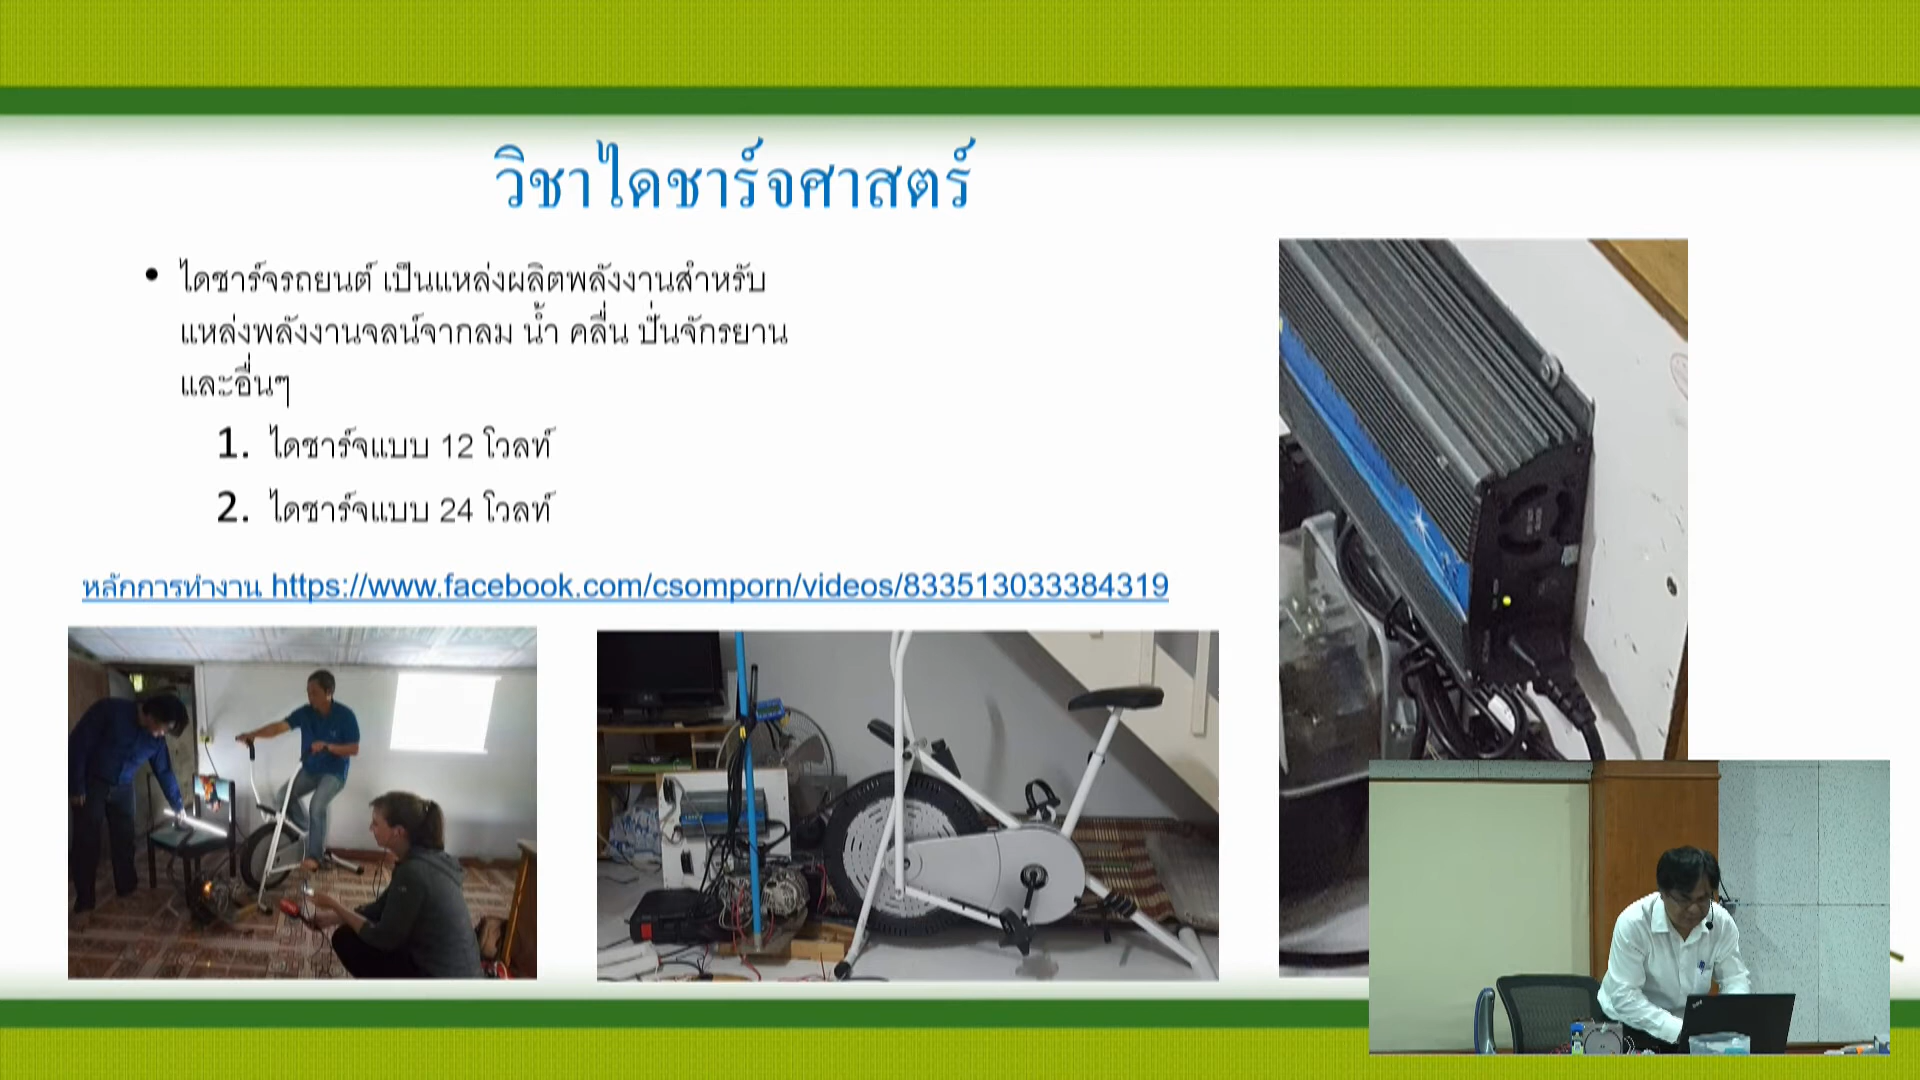 วิชาไดชาร์จศาสตร์
• ไดชาร์จรถยนต์ เป็นแหล่งผลิตพลังงานสำหรับ
แหล่งพลังงานจลน์จากลม น้ำ คลื่น ปั่นจักรยาน
และอื่นๆ
1. ไดชาร์จแบบ 12 โวลท์
2. ไดชาร์จแบบ 24 โวลท์
หลักการทำงาน https://www.facebook.com/csomporn/videos/833513033384319